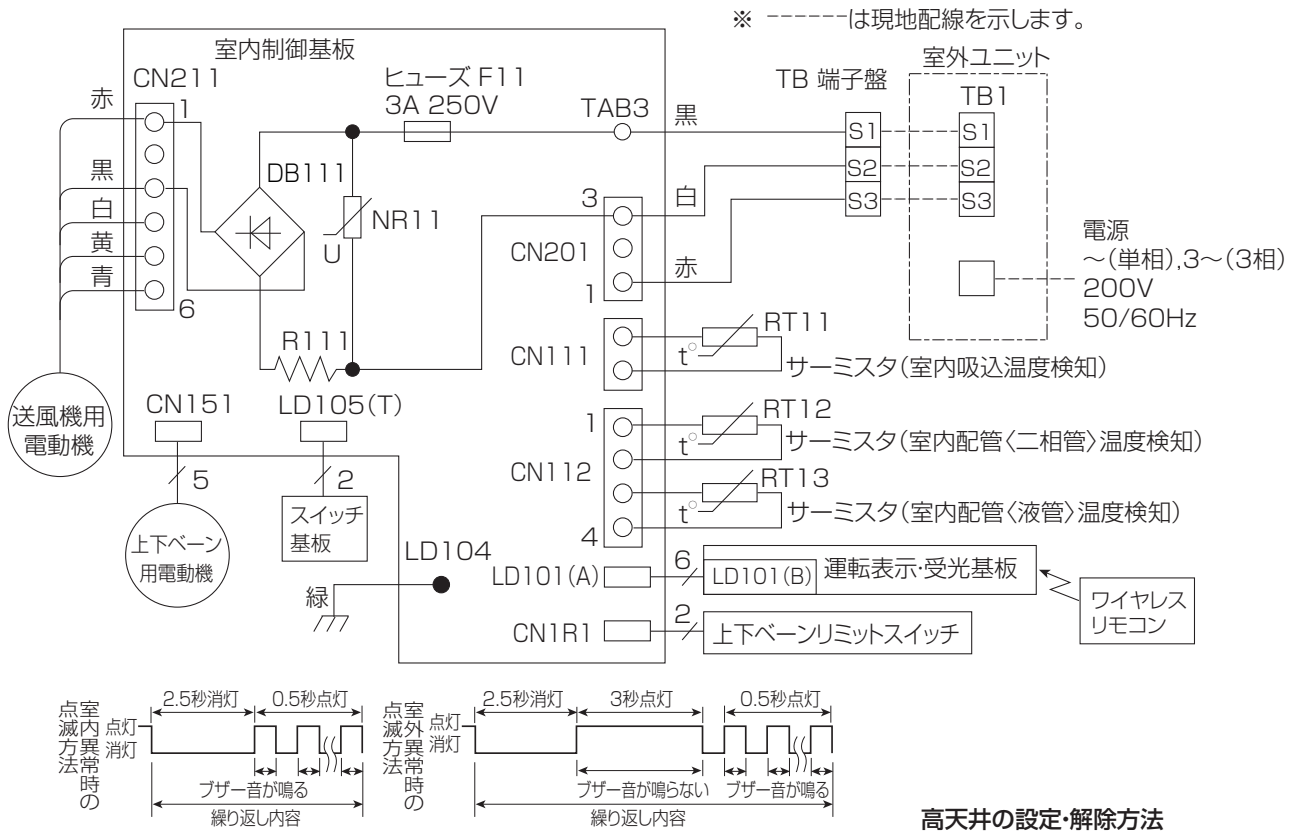 ※ ------は現地配線を示します。
室内制御基板
室外ユニット
CN211
ヒューズ F11
3A 250V
TAB3
TB 端子盤
TB1
赤
1
黒
S1
S1
S2
S2
S3
S3
黒
DB111
NR11
U
3
白
白
CN201
黄
赤
青
1
6
電源
～(単相),3～(3相)
200V
50/60Hz
R111
CN111
RT11
t°
サーミスタ(室内吸込温度検知)
送風機用
電動機
CN151
LD105(T)
1
RT12
t°
サーミスタ(室内配管〈二相管〉温度検知)
CN112
5
2
RT13
t°
サーミスタ(室内配管〈液管〉温度検知)
4
スイッチ
基板
上下ベーン
用電動機
LD104
緑
LD101(A)
6
LD101(B)
運転表示･受光基板
ワイヤレス
リモコン
CN1R1
2
上下ベーンリミットスイッチ
室内異常時の
点滅方法
点灯
消灯
2.5秒消灯
0.5秒点灯
ブザー音が鳴る
繰り返し内容
室外異常時の
点滅方法
点灯
消灯
2.5秒消灯
3秒点灯
0.5秒点灯
ブザー音が鳴らない
ブザー音が鳴る
繰り返し内容
高天井の設定･解除方法